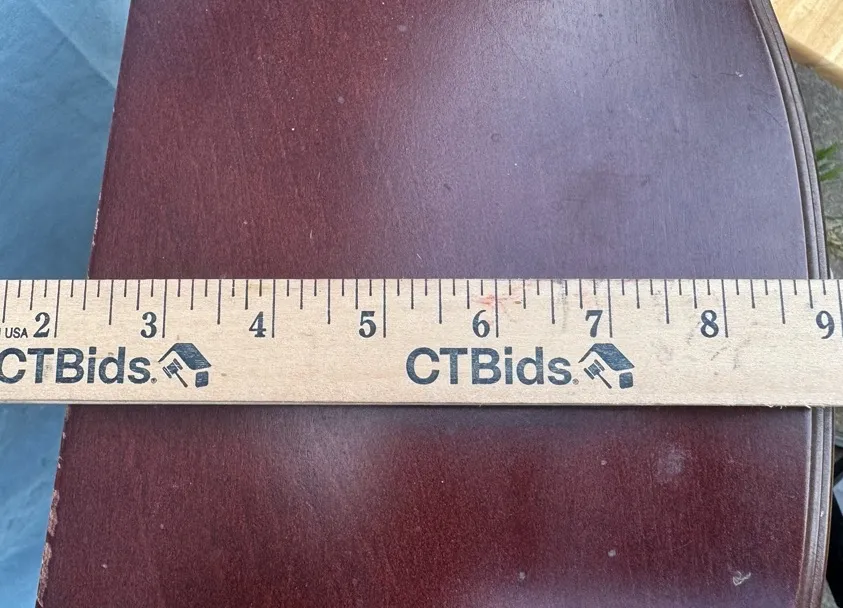 2 3 4 5 6 7 8 9
USA
CTBids. CTBids.